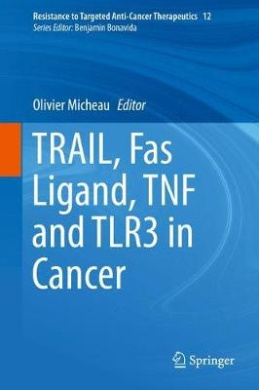 Resistance to Targeted Anti-Cancer Therapeutics 12
Series Editor: Benjamin Bonavida
Olivier Micheau Editor
TRAIL, Fas
Ligand, TNF
and TLR3 in
Cancer
Springer